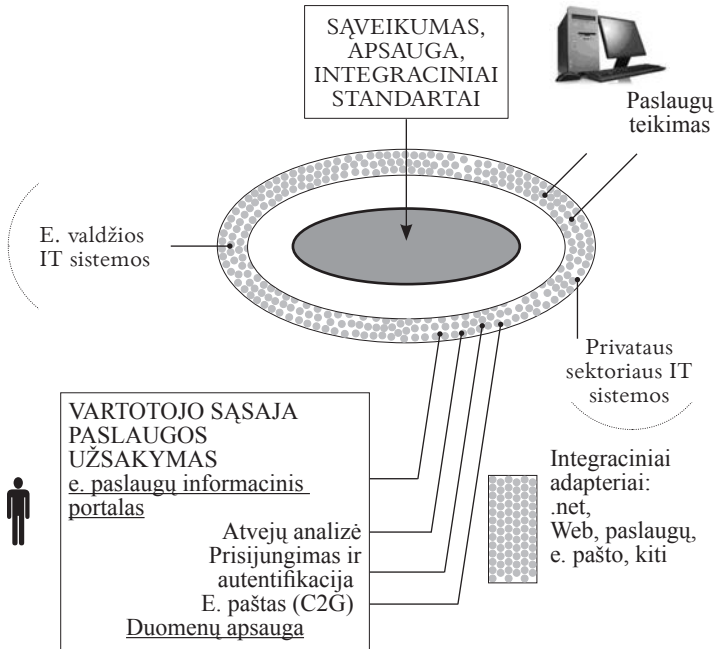 SĄVEIKUMAS,
APSAUGA,
INTEGRACINIAI
STANDARTAI
Paslaugų
teikimas
E. valdžios
IT sistemos
Privataus
sektoriaus IT
sistemos
VARTOTOJO SĄSAJA
PASLAUGOS
UŽSAKYMAS
e. paslaugų informacinis
portalas
Atvejų analizė
Prisijungimas ir
autentifikacija
E. paštas (C2G)
Duomenų apsauga
Integraciniai
adapteriai:
.net,
Web, paslaugų,
e. pašto, kiti